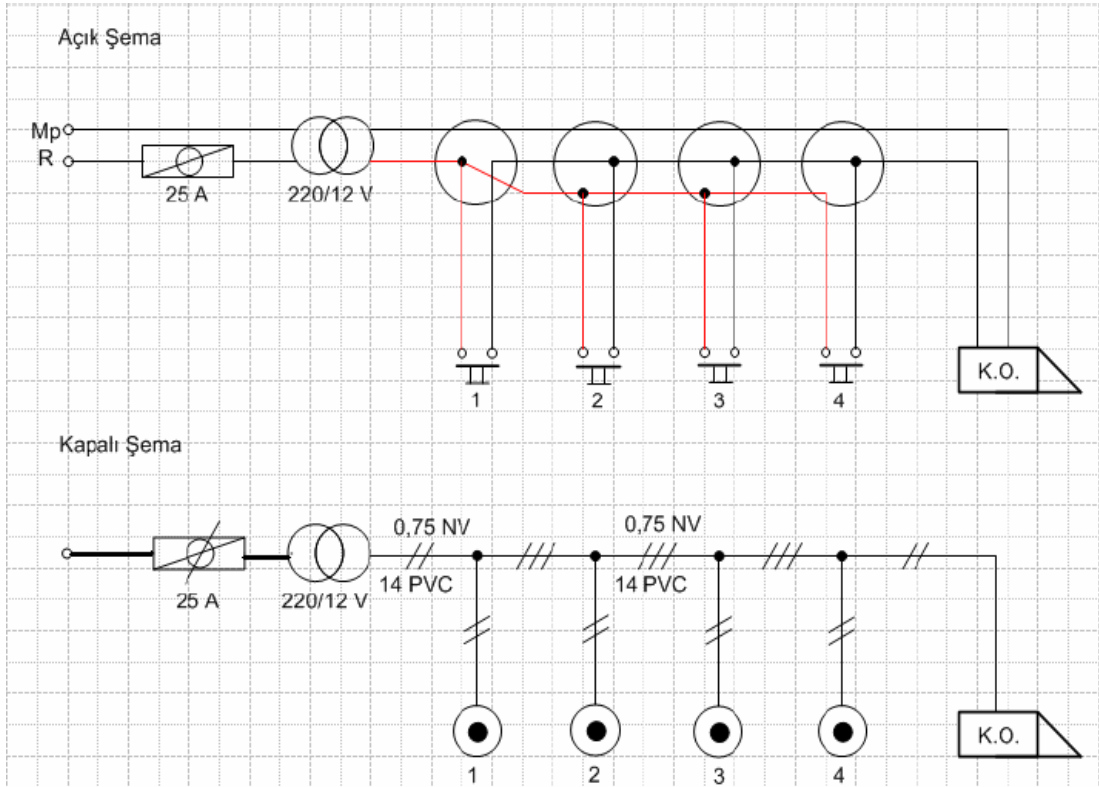 Açık Şema
Mp
R
25 A
220/12 V
1
2
3
4
K.O.
Kapalı Şema
0,75 NV
0,75 NV
14 PVC
14 PVC
25 A
220/12 V
K.O.
1
2
3
4